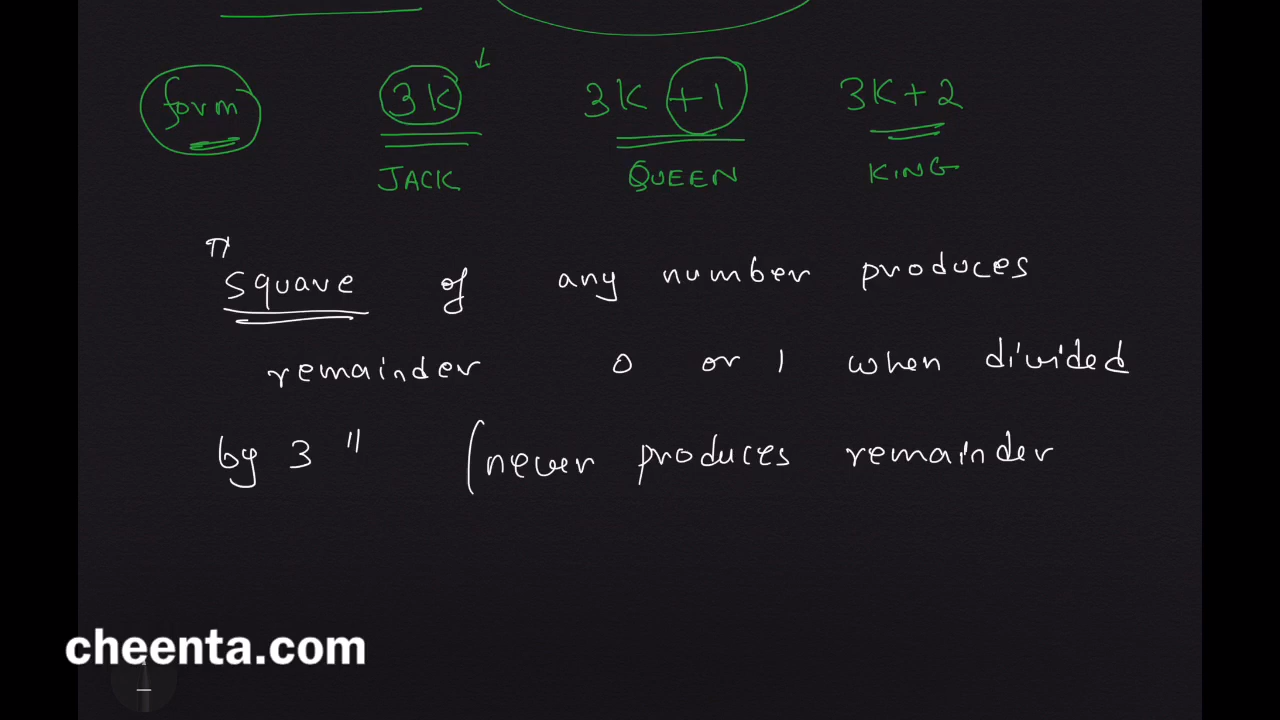 form 3K 3K +1 3K+2
JACK QUEEN KING
"Square of any number produces
remainder 0 or 1 when divided
by 3" (never produces remainder
cheenta.com